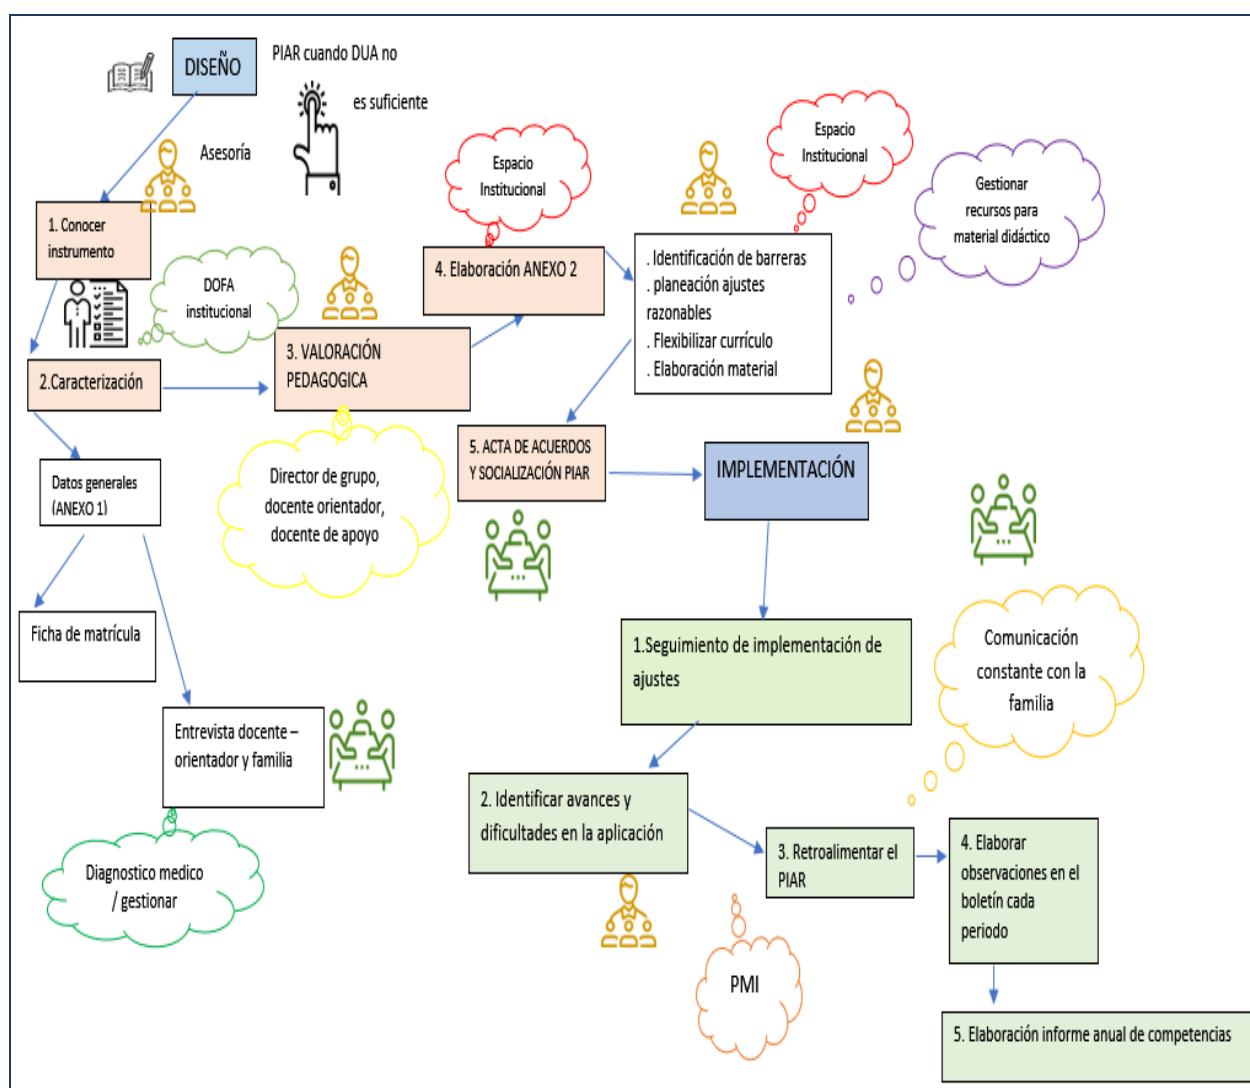 DISEÑO
PIAR cuando DUA no
es suficiente
Asesoría
1. Conocer
instrumento
DOFA
institucional
2.Caracterización
3. VALORACIÓN
PEDAGOGICA
Espacio
Institucional
4. Elaboración ANEXO 2
Espacio
Institucional
Gestionar
recursos para
material didáctico
. Identificación de barreras
. planeación ajustes
razonables
. Flexibilizar currículo
. Elaboración material
Director de grupo,
docente orientador,
docente de apoyo
5. ACTA DE ACUERDOS
Y SOCIALIZACIÓN PIAR
IMPLEMENTACIÓN
Datos generales
(ANEXO 1)
Ficha de matrícula
Entrevista docente –
orientador y familia
Diagnostico medico
/ gestionar
1.Seguimiento de implementación de
ajustes
Comunicación
constante con la
familia
2. Identificar avances y
dificultades en la aplicación
3. Retroalimentar el
PIAR
4. Elaborar
observaciones en el
boletín cada
periodo
PMI
5. Elaboración informe anual de competencias